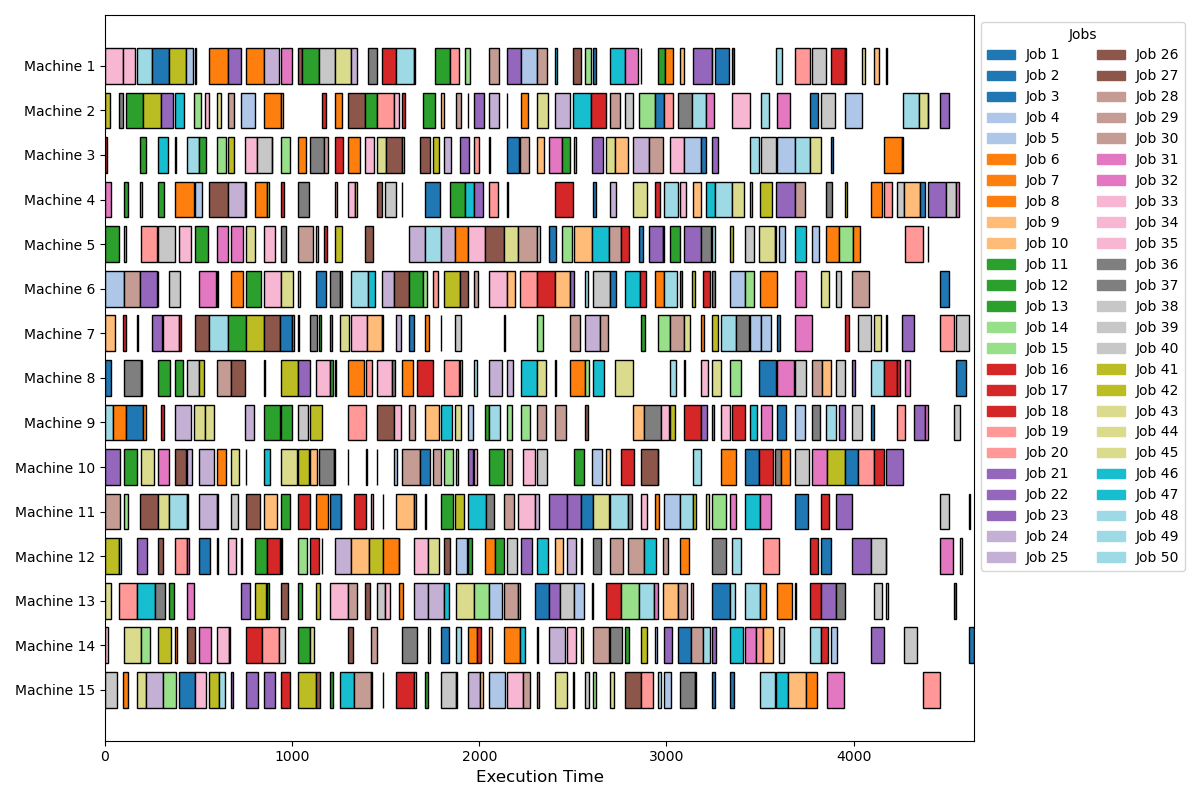 Machine 1
Machine 2
Machine 3
Machine 4
Machine 5
Machine 6
Machine 7
Machine 8
Machine 9
Machine 10
Machine 11
Machine 12
Machine 13
Machine 14
Machine 15
0 1000 2000 3000 4000
Execution Time
Jobs
Job 1
Job 2
Job 3
Job 4
Job 5
Job 6
Job 7
Job 8
Job 9
Job 10
Job 11
Job 12
Job 13
Job 14
Job 15
Job 16
Job 17
Job 18
Job 19
Job 20
Job 21
Job 22
Job 23
Job 24
Job 25
Job 26
Job 27
Job 28
Job 29
Job 30
Job 31
Job 32
Job 33
Job 34
Job 35
Job 36
Job 37
Job 38
Job 39
Job 40
Job 41
Job 42
Job 43
Job 44
Job 45
Job 46
Job 47
Job 48
Job 49
Job 50